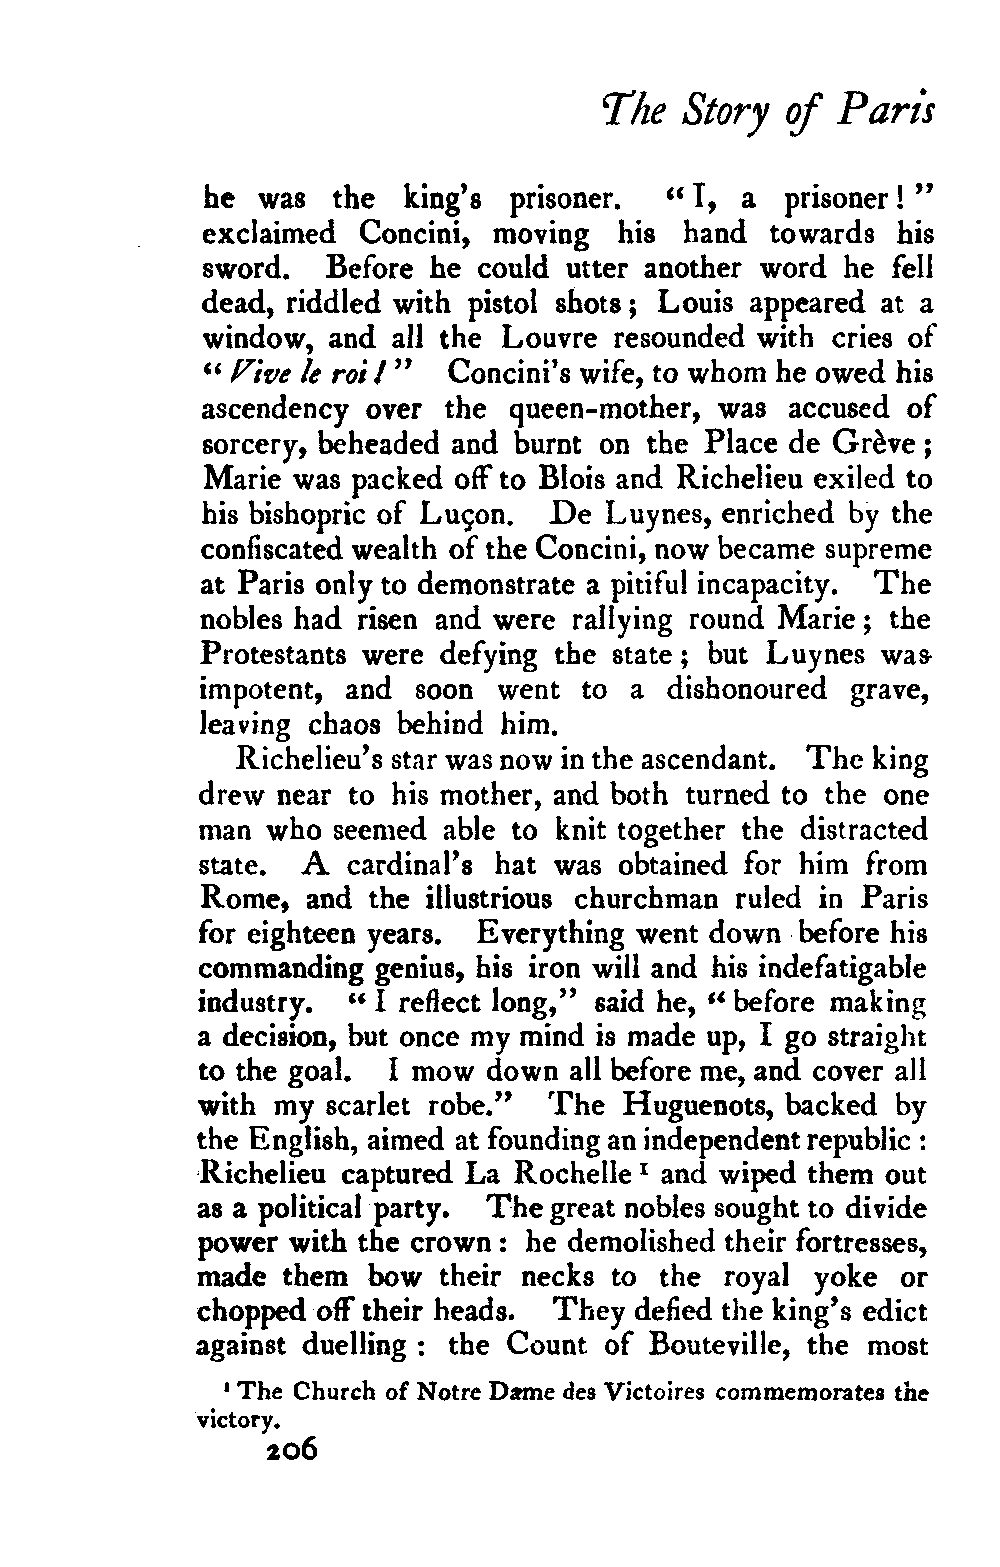 The Story of Paris
he was the king's prisoner. “I, a prisoner!”
exclaimed Concini, moving his hand towards his
sword. Before he could utter another word he fell
dead, riddled with pistol shots; Louis appeared at a
window, and all the Louvre resounded with cries of
“Vive le roi!” Concini's wife, to whom he owed his
ascendency over the queen-mother, was accused of
sorcery, beheaded and burnt on the Place de Grève;
Marie was packed off to Blois and Richelieu exiled to
his bishopric of Luçon. De Luynes, enriched by the
confiscated wealth of the Concini, now became supreme
at Paris only to demonstrate a pitiful incapacity. The
nobles had risen and were rallying round Marie; the
Protestants were defying the state; but Luynes was
impotent, and soon went to a dishonoured grave,
leaving chaos behind him.
Richelieu's star was now in the ascendant. The king
drew near to his mother, and both turned to the one
man who seemed able to knit together the distracted
state. A cardinal's hat was obtained for him from
Rome, and the illustrious churchman ruled in Paris
for eighteen years. Everything went down before his
commanding genius, his iron will and his indefatigable
industry. “I reflect long,” said he, “before making
a decision, but once my mind is made up, I go straight
to the goal. I mow down all before me, and cover all
with my scarlet robe.” The Huguenots, backed by
the English, aimed at founding an independent republic:
Richelieu captured La Rochelle¹ and wiped them out
as a political party. The great nobles sought to divide
power with the crown: he demolished their fortresses,
made them bow their necks to the royal yoke or
chopped off their heads. They defied the king's edict
against duelling: the Count of Bouteville, the most
¹ The Church of Notre Dame des Victoires commemorates the
victory.
206